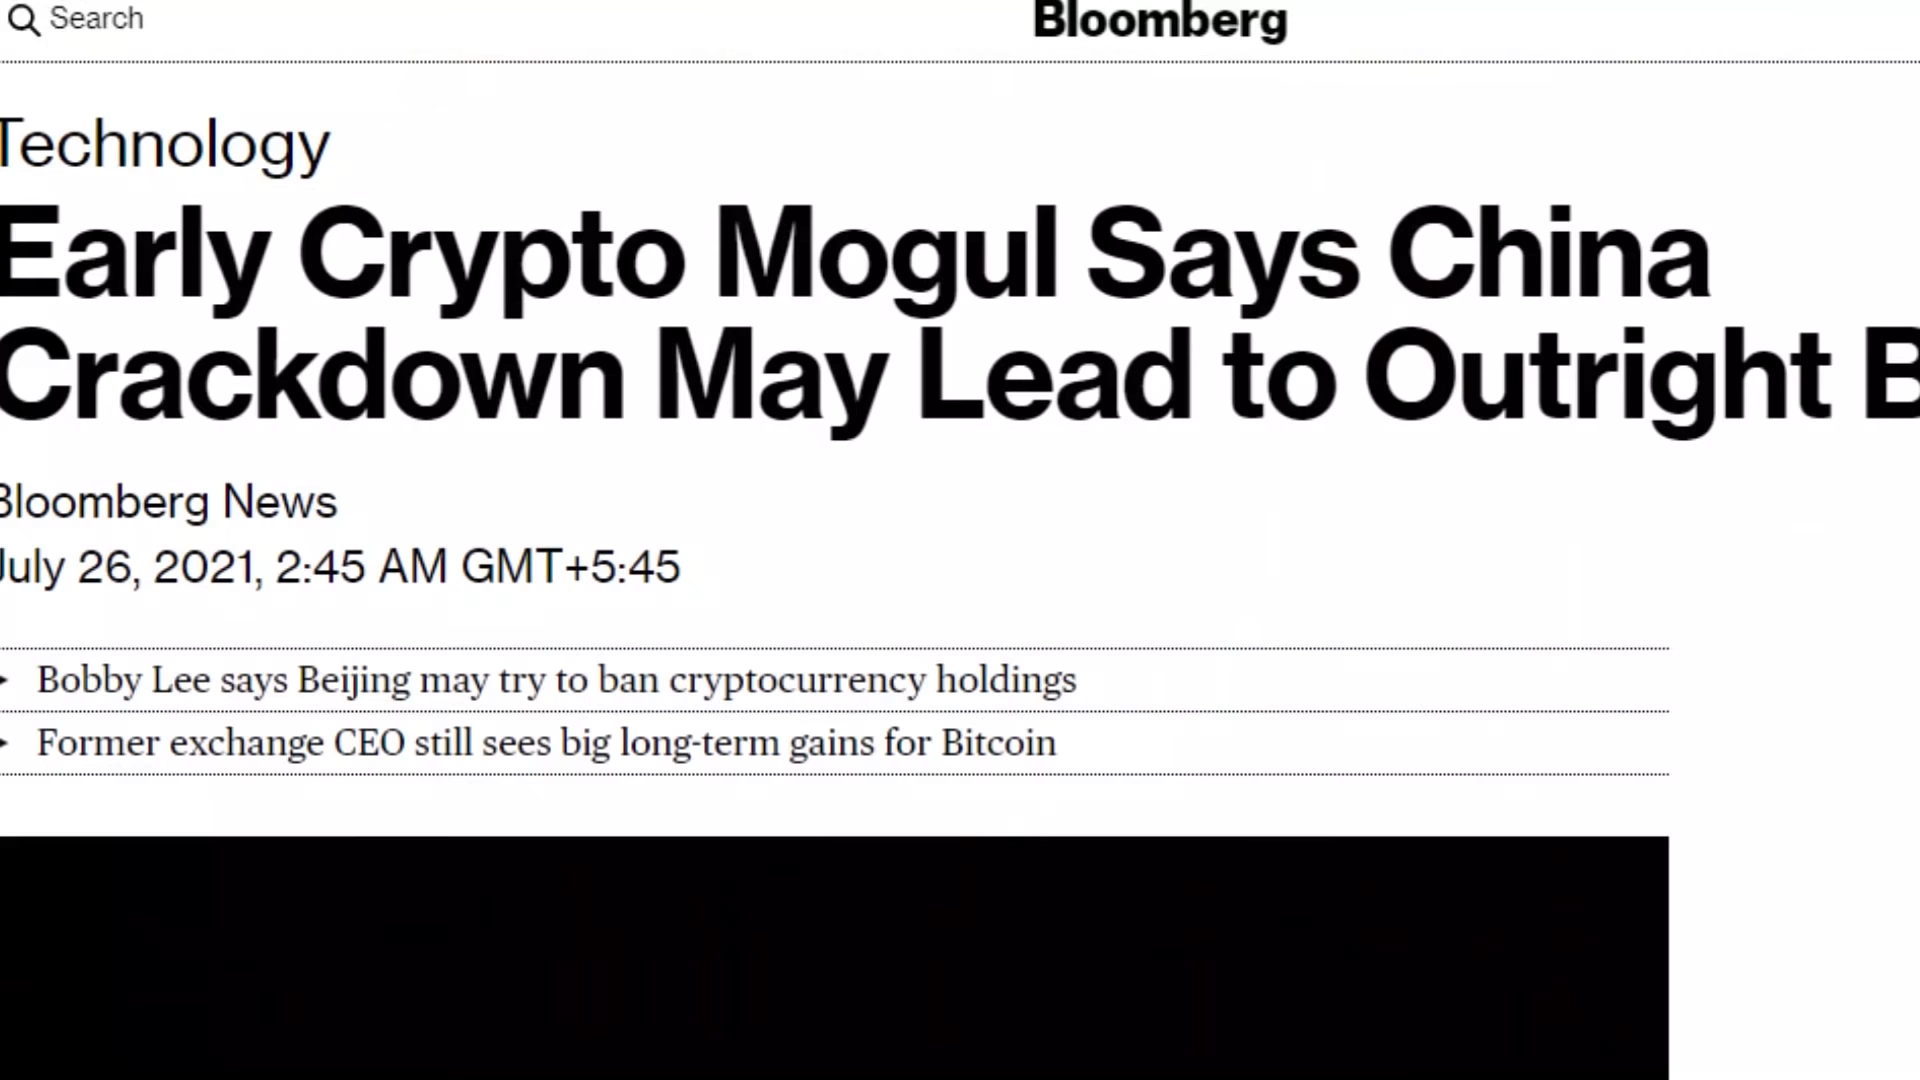 Search
Bloomberg
Technology
Early Crypto Mogul Says China
Crackdown May Lead to Outright B
Bloomberg News
July 26, 2021, 2:45 AM GMT+5:45
Bobby Lee says Beijing may try to ban cryptocurrency holdings
Former exchange CEO still sees big long-term gains for Bitcoin